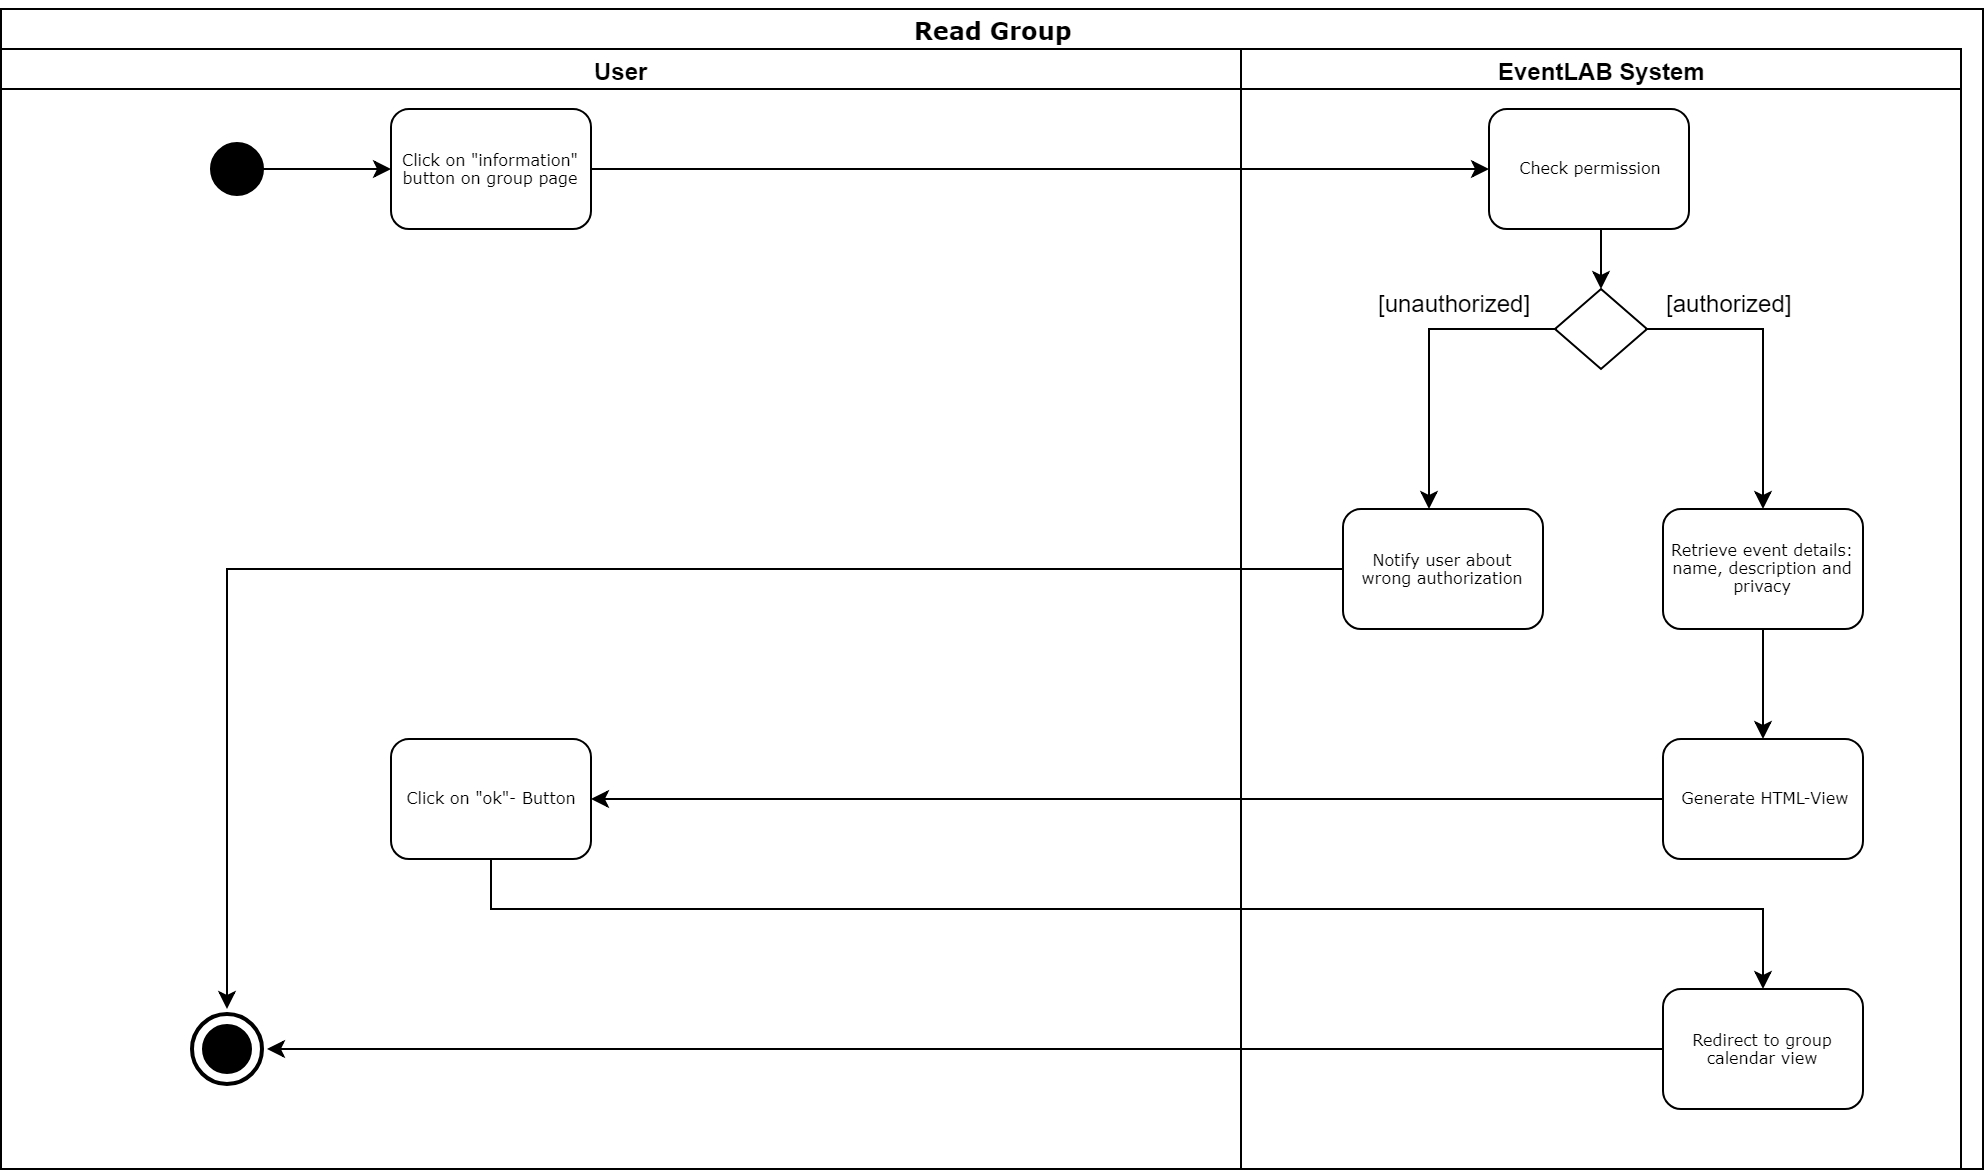 Read Group
User
EventLAB System
Click on "information"
button on group page
Check permission
[unauthorized]
[authorized]
Notify user about
wrong authorization
Retrieve event details:
name, description and
privacy
Click on "ok"- Button
Generate HTML-View
Redirect to group
calendar view